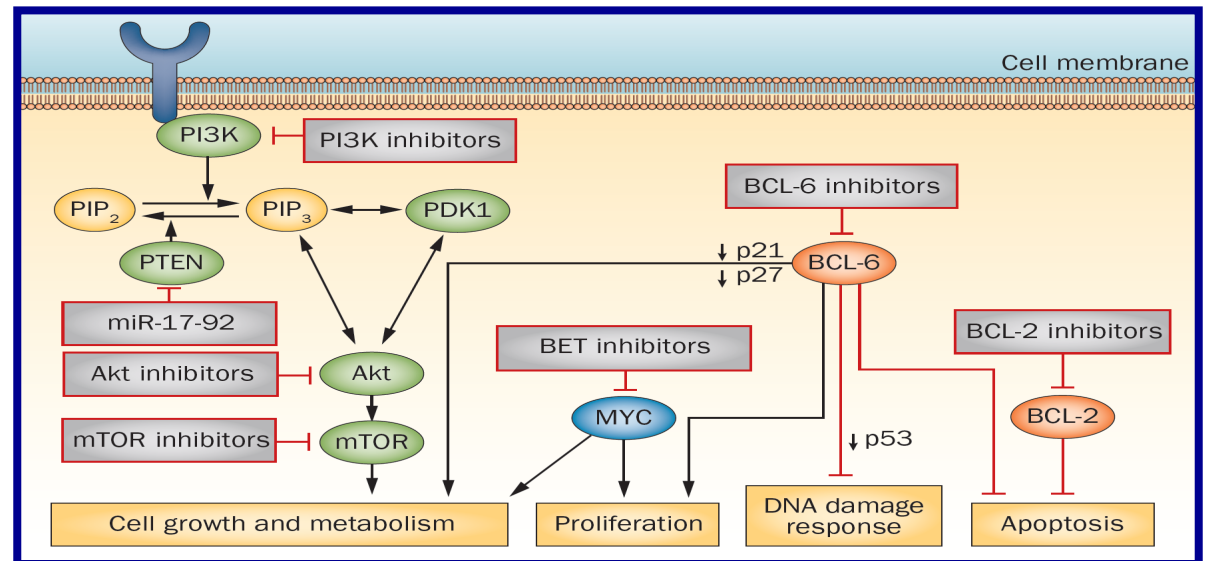 Cell membrane
PI3K
PI3K inhibitors
BCL-6 inhibitors
PIP2
PIP3
PDK1
p21
p27
BCL-6
PTEN
miR-17-92
BET inhibitors
BCL-2 inhibitors
Akt inhibitors
Akt
MYC
BCL-2
mTOR inhibitors
mTOR
p53
Cell growth and metabolism
Proliferation
DNA damage
response
Apoptosis